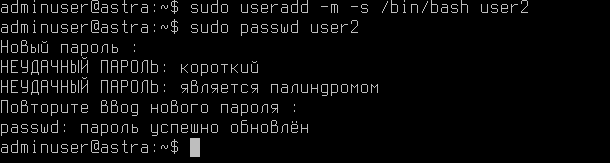 adminuser@astra:~$ sudo useradd -m -s /bin/bash user2
adminuser@astra:~$ sudo passwd user2
Новый пароль :
НЕУДАЧНЫЙ ПАРОЛЬ: короткий
НЕУДАЧНЫЙ ПАРОЛЬ: является палиндромом
Повторите ввод нового пароля :
passwd: пароль успешно обновлён
adminuser@astra:~$